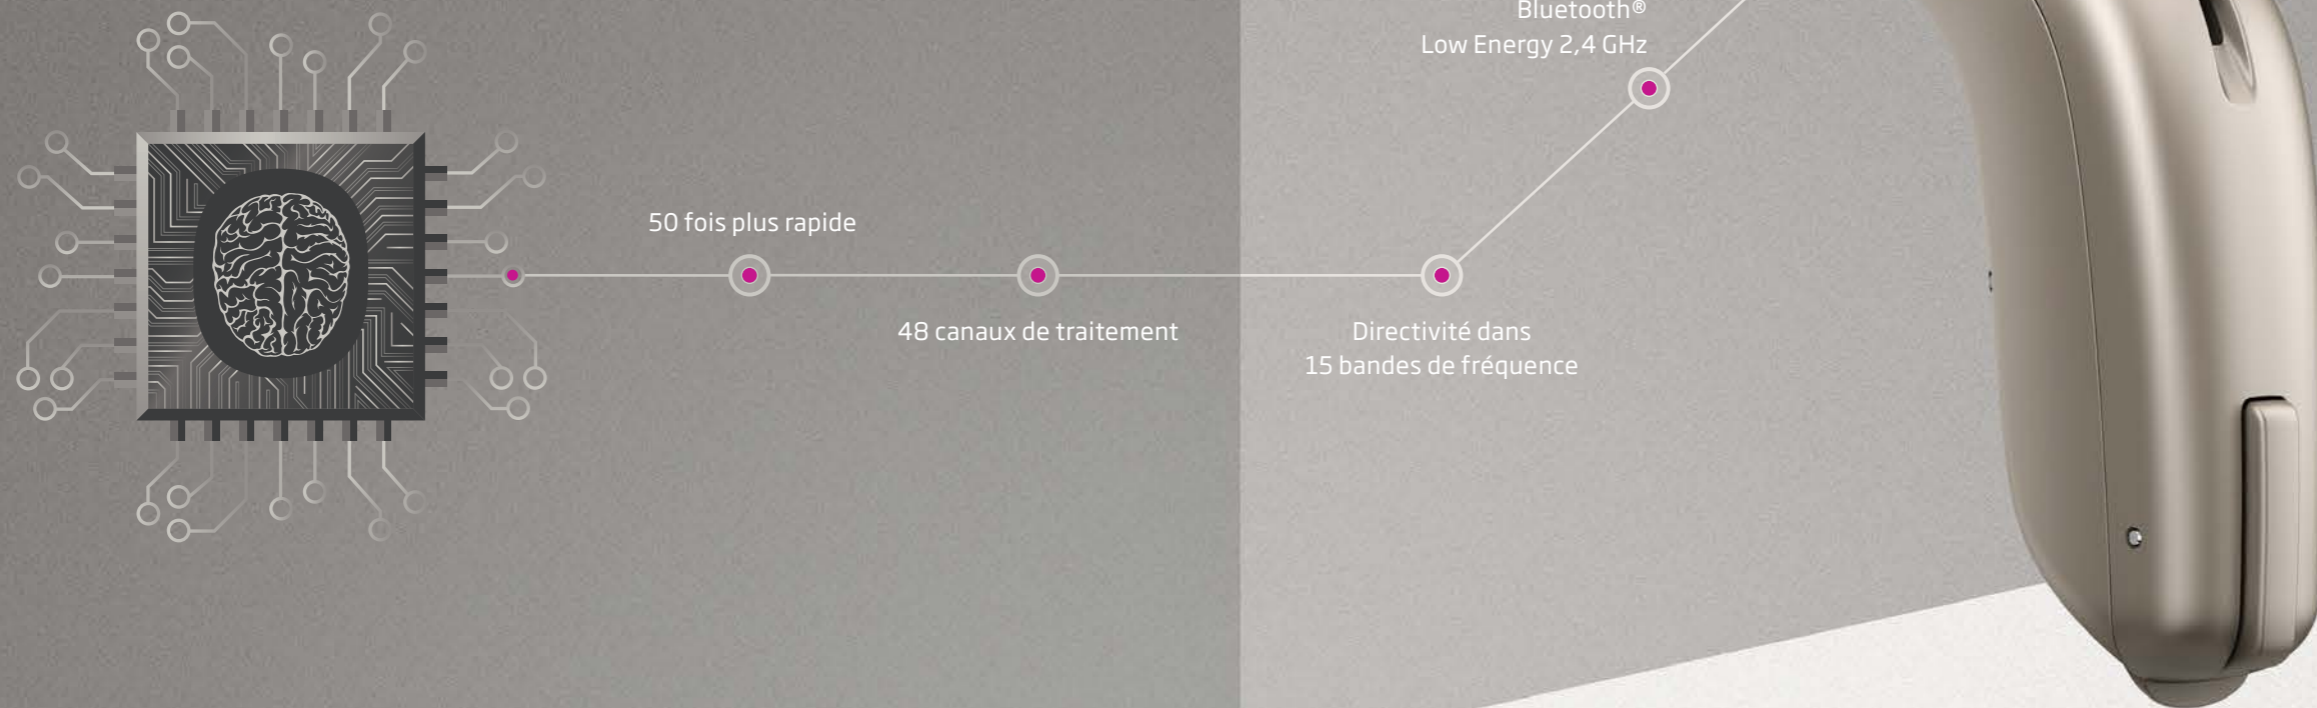 Bluetooth®
Low Energy 2,4 GHz
50 fois plus rapide
48 canaux de traitement
Directivité dans
15 bandes de fréquence